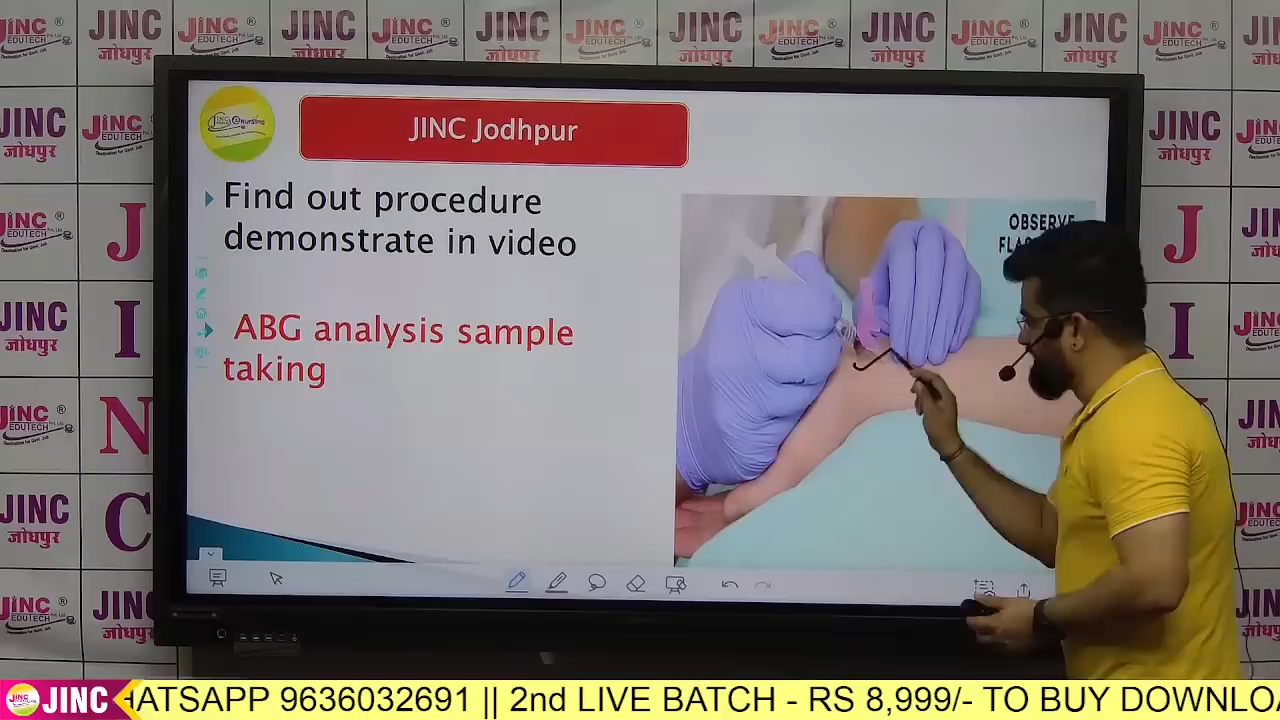 JINC Jodhpur
Find out procedure
demonstrate in video
ABG analysis sample
taking
OBSERVE
JINC
जोधपुर
JINC
EDUTECH
J
I
N
C
JINC HATSAPP 9636032691 || 2nd LIVE BATCH - RS 8,999/- TO BUY DOWNLO